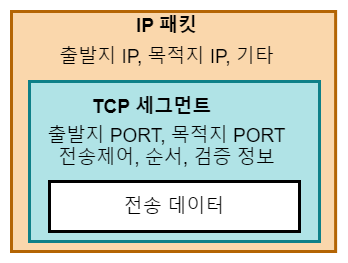 IP 패킷
출발지 IP, 목적지 IP, 기타
TCP 세그먼트
출발지 PORT, 목적지 PORT
전송제어, 순서, 검증 정보
전송 데이터